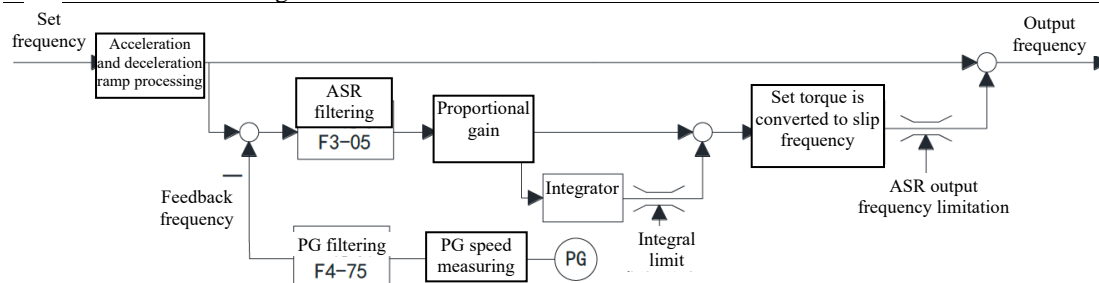 Set
frequency
Acceleration
and deceleration
ramp processing
Output
frequency
ASR
filtering
F3-05
Proportional
gain
Set torque is
converted to slip
frequency
Integrator
ASR output
frequency limitation
Feedback
frequency
PG filtering
F4-75
PG speed
measuring
PG
Integral
limit